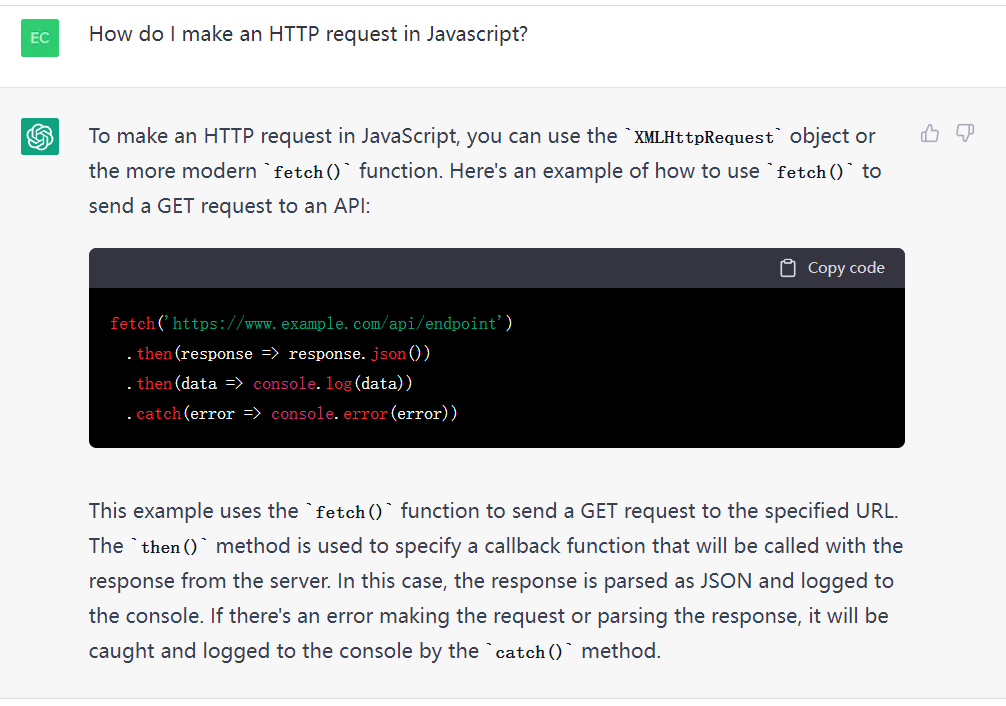 EC
How do I make an HTTP request in Javascript?
To make an HTTP request in JavaScript, you can use the `XMLHttpRequest` object or
the more modern `fetch()` function. Here's an example of how to use `fetch()` to
send a GET request to an API:
Copy code
fetch('https://www.example.com/api/endpoint')
  .then(response => response.json())
  .then(data => console.log(data))
  .catch(error => console.error(error))
This example uses the `fetch()` function to send a GET request to the specified URL.
The `then()` method is used to specify a callback function that will be called with the
response from the server. In this case, the response is parsed as JSON and logged to
the console. If there's an error making the request or parsing the response, it will be
caught and logged to the console by the `catch()` method.